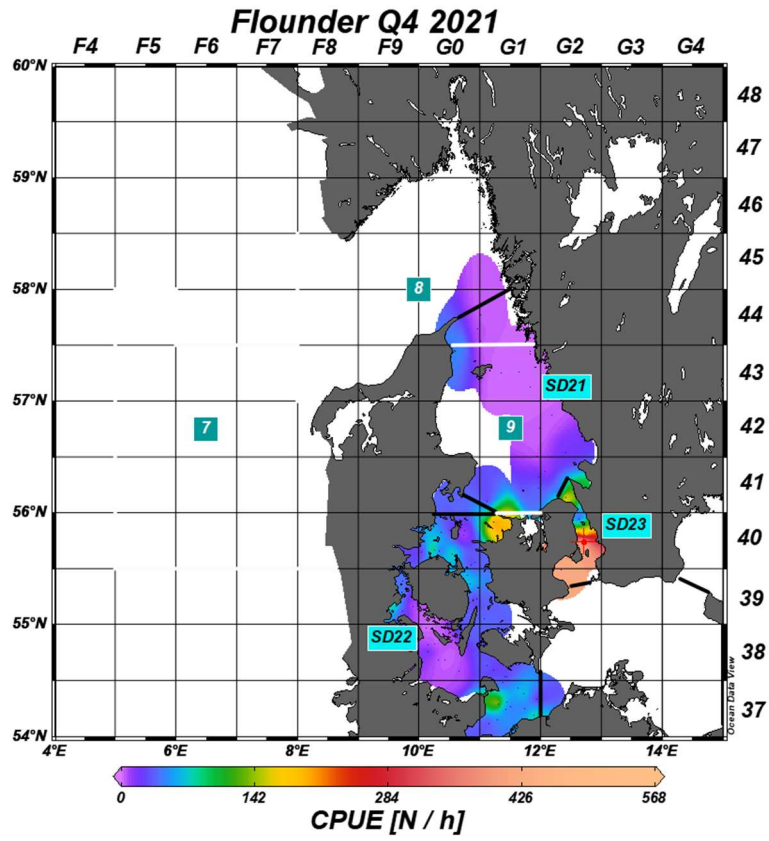 Flounder Q4 2021
F4 F5 F6 F7 F8 F9 G0 G1 G2 G3 G4
60°N
48
47
59°N
46
45
58°N
8
44
43
57°N
SD21
7
9
42
41
56°N
SD23
40
39
55°N
SD22
38
37
54°N
Ocean Data View
4°E 6°E 8°E 10°E 12°E 14°E
0 142 284 426 568
CPUE [N / h]